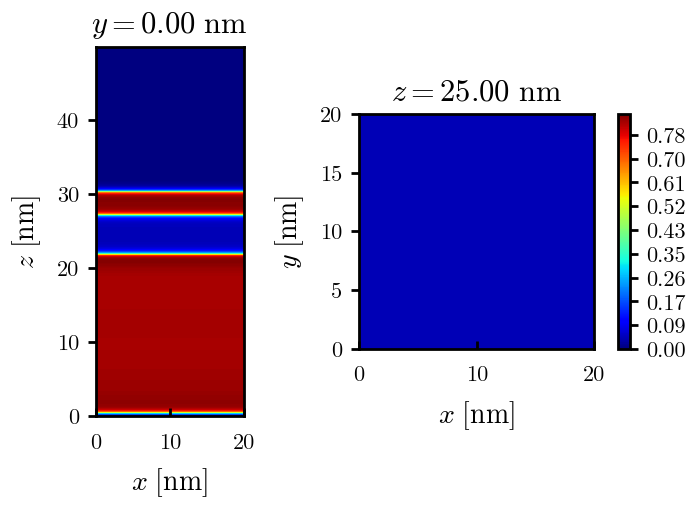 y = 0.00 nm
40
30
20
10
0
z [nm]
0 10 20
x [nm]
z = 25.00 nm
20
15
10
5
0
y [nm]
0 10 20
x [nm]
0.78
0.70
0.61
0.52
0.43
0.35
0.26
0.17
0.09
0.00